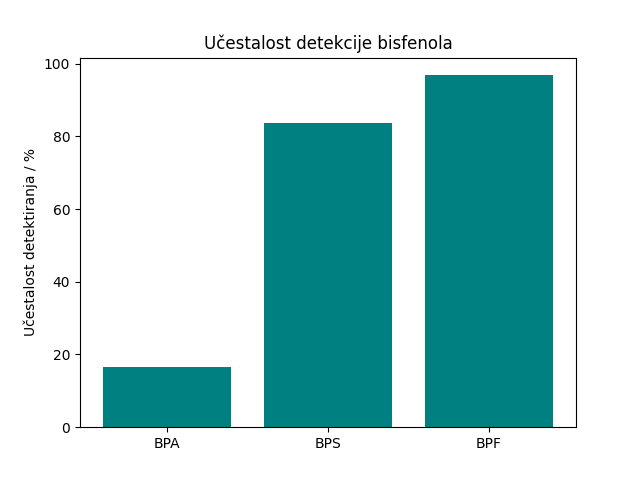 Učestalost detekcije bisfenola
Učestalost detektiranja / %
100
80
60
40
20
0
BPA BPS BPF